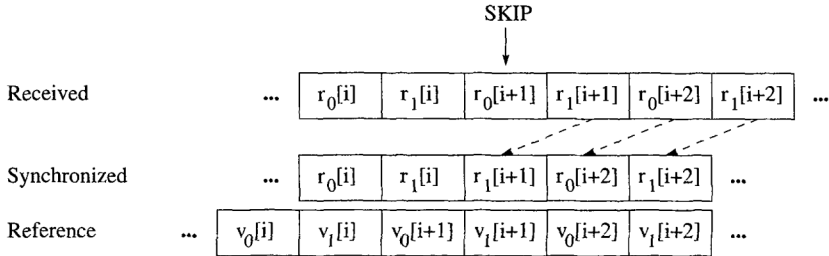 SKIP
Received ... r0[i] r1[i] r0[i+1] r1[i+1] r0[i+2] r1[i+2] ...
Synchronized ... r0[i] r1[i] r1[i+1] r0[i+2] r1[i+2] ...
Reference ... v0[i] v1[i] v0[i+1] v1[i+1] v0[i+2] v1[i+2] ...